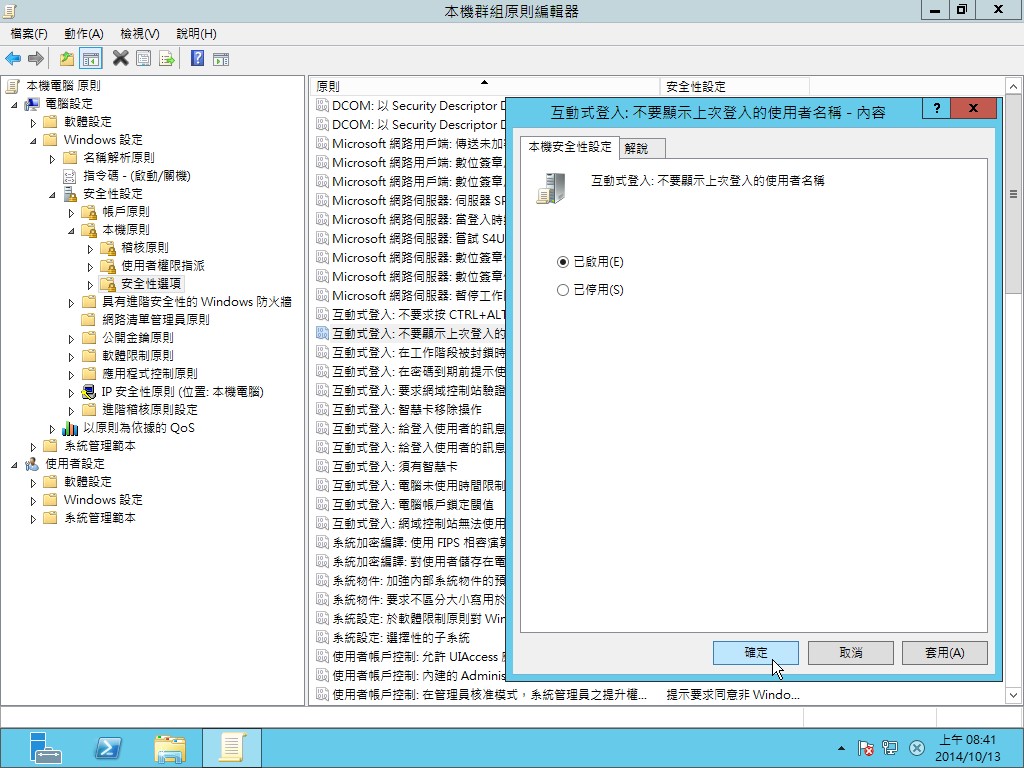 本機群組原則編輯器
檔案(F) 動作(A) 檢視(V) 說明(H)
本機電腦 原則
電腦設定
軟體設定
Windows 設定
名稱解析原則
指令碼 - (啟動/關機)
安全性設定
帳戶原則
本機原則
稽核原則
使用者權限指派
安全性選項
具有進階安全性的 Windows 防火牆
網路清單管理員原則
公開金鑰原則
軟體限制原則
應用程式控制原則
IP 安全性原則 (位置: 本機電腦)
進階稽核原則設定
以原則為依據的 QoS
系統管理範本
使用者設定
軟體設定
Windows 設定
系統管理範本
原則 安全性設定
DCOM: 以 Security Descriptor D
DCOM: 以 Security Descriptor D
Microsoft 網路用戶端: 傳送未加
Microsoft 網路用戶端: 數位簽章
Microsoft 網路用戶端: 數位簽章
Microsoft 網路伺服器: 伺服器 SP
Microsoft 網路伺服器: 當登入時
Microsoft 網路伺服器: 嘗試 S4U
Microsoft 網路伺服器: 數位簽章
Microsoft 網路伺服器: 數位簽章
Microsoft 網路伺服器: 暫停工作
互動式登入: 不要求按 CTRL+ALT
互動式登入: 不要顯示上次登入的
互動式登入: 在工作階段被封鎖時
互動式登入: 在密碼到期前提示使
互動式登入: 要求網域控制站驗證
互動式登入: 智慧卡移除操作
互動式登入: 給登入使用者的訊息
互動式登入: 給登入使用者的訊息
互動式登入: 須有智慧卡
互動式登入: 電腦未使用時間限制
互動式登入: 電腦帳戶鎖定閾值
互動式登入: 網域控制站無法使用
系統加密編譯: 使用 FIPS 相容演算
系統加密編譯: 對使用者儲存在電
系統物件: 加強內部系統物件的預
系統物件: 要求不區分大小寫用於
系統設定: 於軟體限制原則對 Win
系統設定: 選擇性的子系統
使用者帳戶控制: 允許 UIAccess
使用者帳戶控制: 內建的 Adminis
使用者帳戶控制: 在管理員核准模式，系統管理員之提升權... 提示要求同意非 Windo...
互動式登入: 不要顯示上次登入的使用者名稱 - 內容
? x
本機安全性設定 解說
互動式登入: 不要顯示上次登入的使用者名稱
已啟用(E)
已停用(S)
確定 取消 套用(A)
上午 08:41
2014/10/13